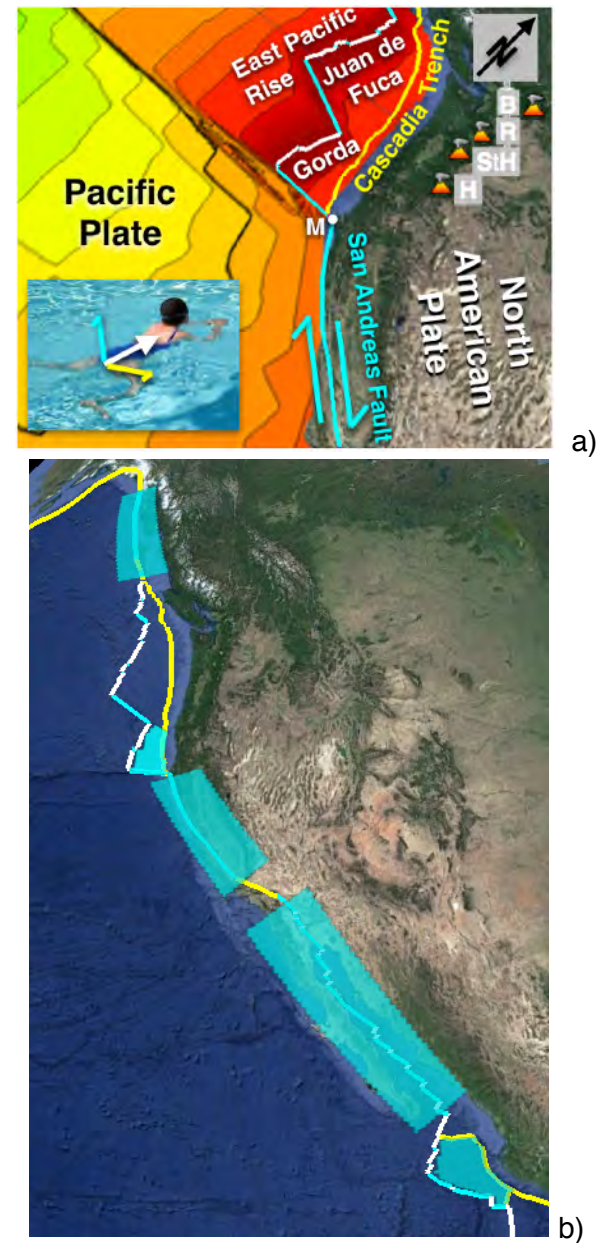 East Pacific
Rise
Juan de
Fuca
Gorda
Cascadia Trench
N
B
R
StH
H
Pacific
Plate
M
San Andreas Fault
North
American
Plate
a)
b)